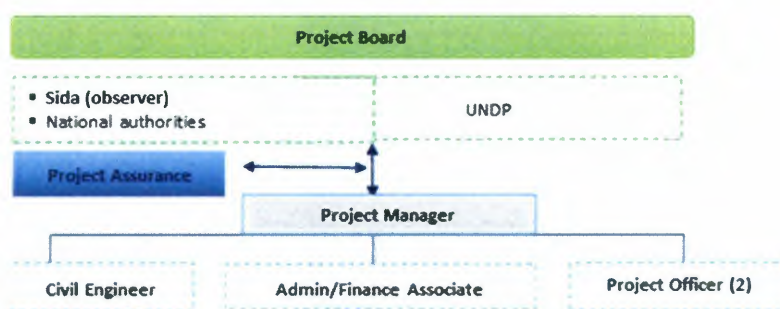 Project Board
▪ Sida (observer)
▪ National authorities
UNDP
Project Assurance
Project Manager
Civil Engineer
Admin/Finance Associate
Project Officer (2)